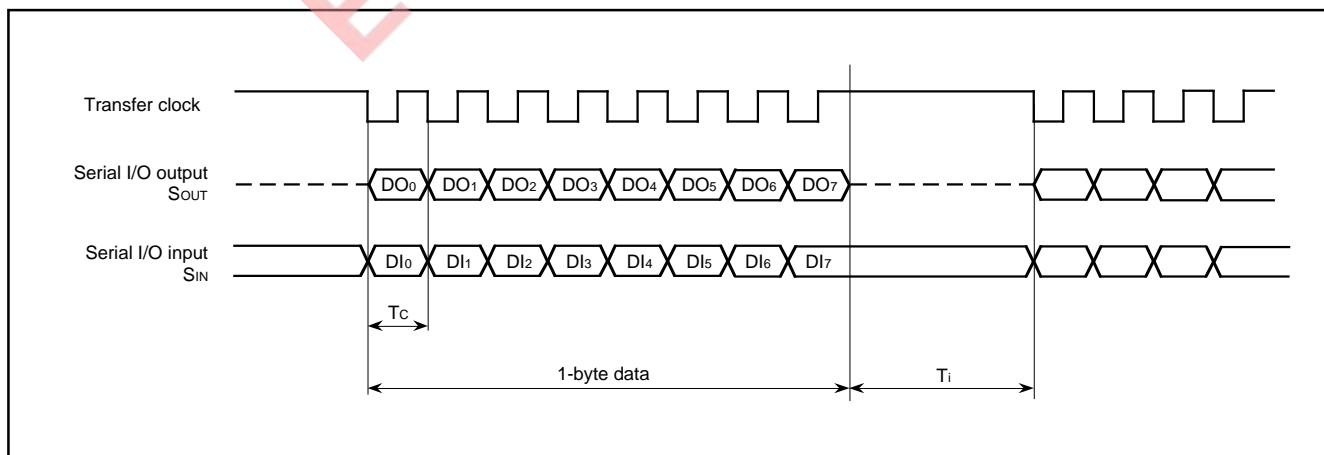 Transfer clock
Serial I/O output
SOUT
DO0 DO1 DO2 DO3 DO4 DO5 DO6 DO7
Serial I/O input
SIN
DI0 DI1 DI2 DI3 DI4 DI5 DI6 DI7
TC
1-byte data
Ti